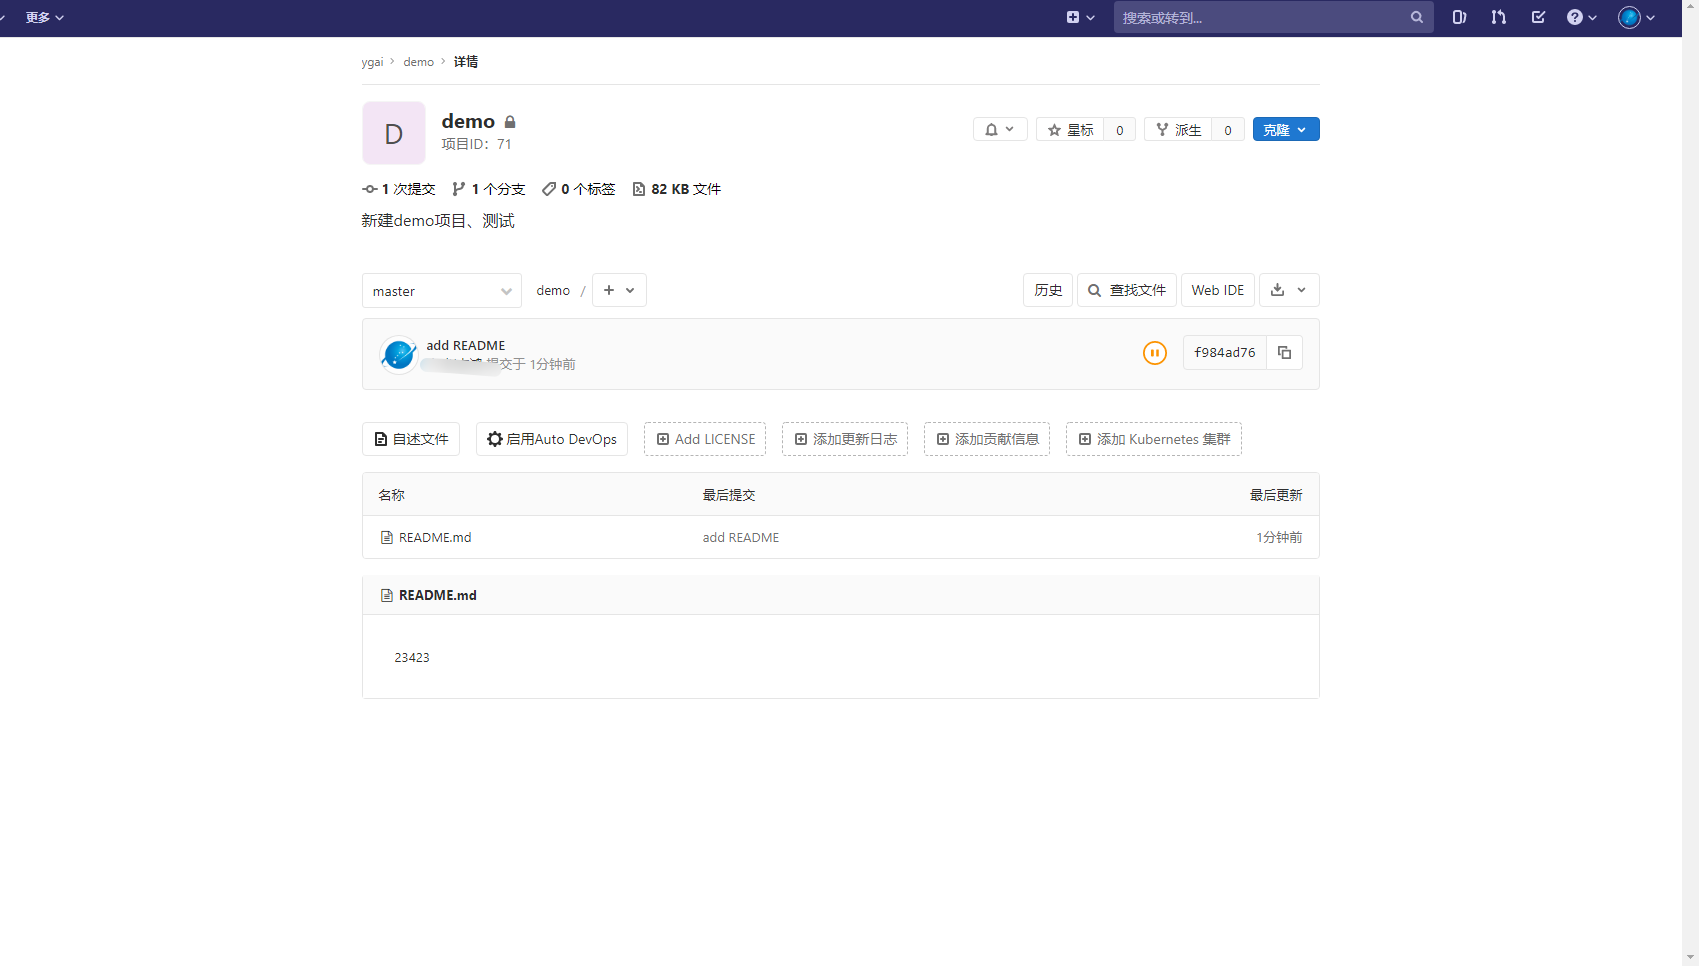 更多
搜索或转到...
ygai > demo > 详情
D
demo
项目ID: 71
星标 0
派生 0
克隆
1 次提交 1 个分支 0 个标签 82 KB 文件
新建demo项目、测试
master
demo / +
历史 查找文件 Web IDE
add README
提交于 1分钟前
f984ad76
自述文件 启用Auto DevOps Add LICENSE 添加更新日志 添加贡献信息 添加 Kubernetes 集群
名称 最后提交 最后更新
README.md add README 1分钟前
README.md
23423